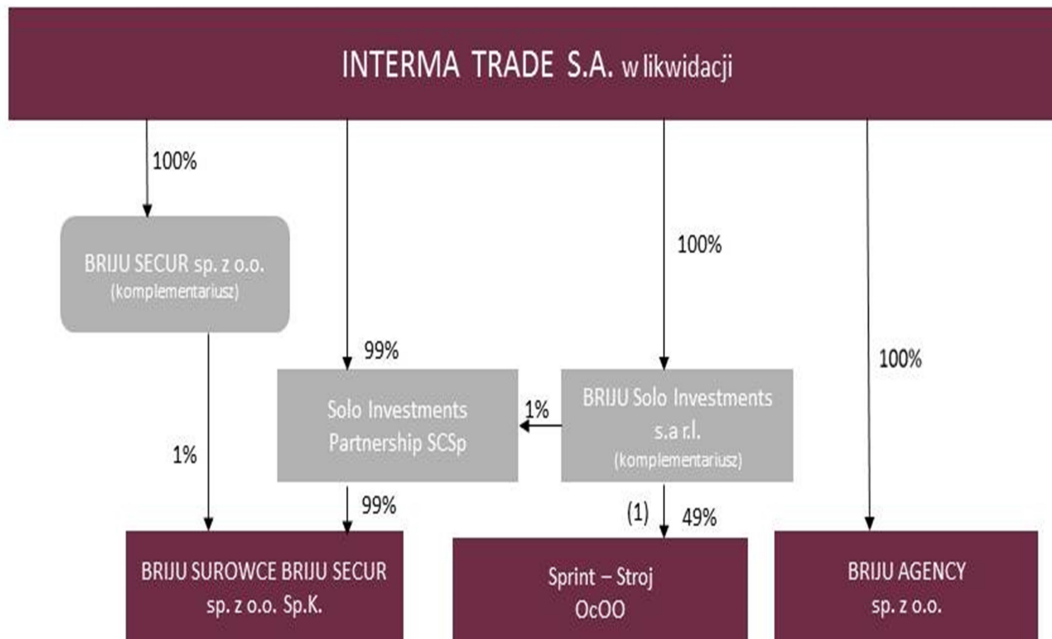 INTERMA TRADE S.A. w likwidacji
100%
BRIJU SECUR sp. z o.o.
(komplementariusz)
100%
99%
100%
Solo Investments
Partnership SCSp
1%
BRIJU Solo Investments
s.a r.l.
(komplementariusz)
1%
99%
(1) 49%
BRIJU SUROWCE BRIJU SECUR
sp. z o.o. Sp.K.
Sprint – Stroj
OcOO
BRIJU AGENCY
sp. z o.o.